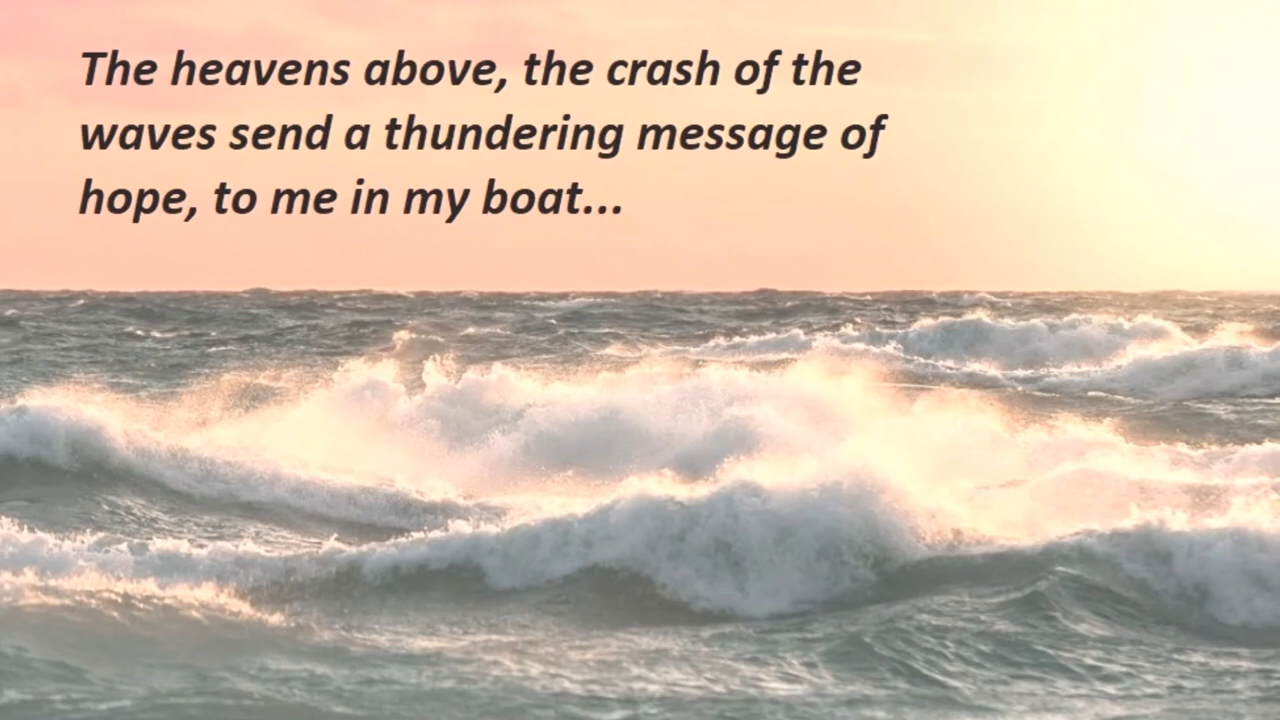 The heavens above, the crash of the
waves send a thundering message of
hope, to me in my boat...